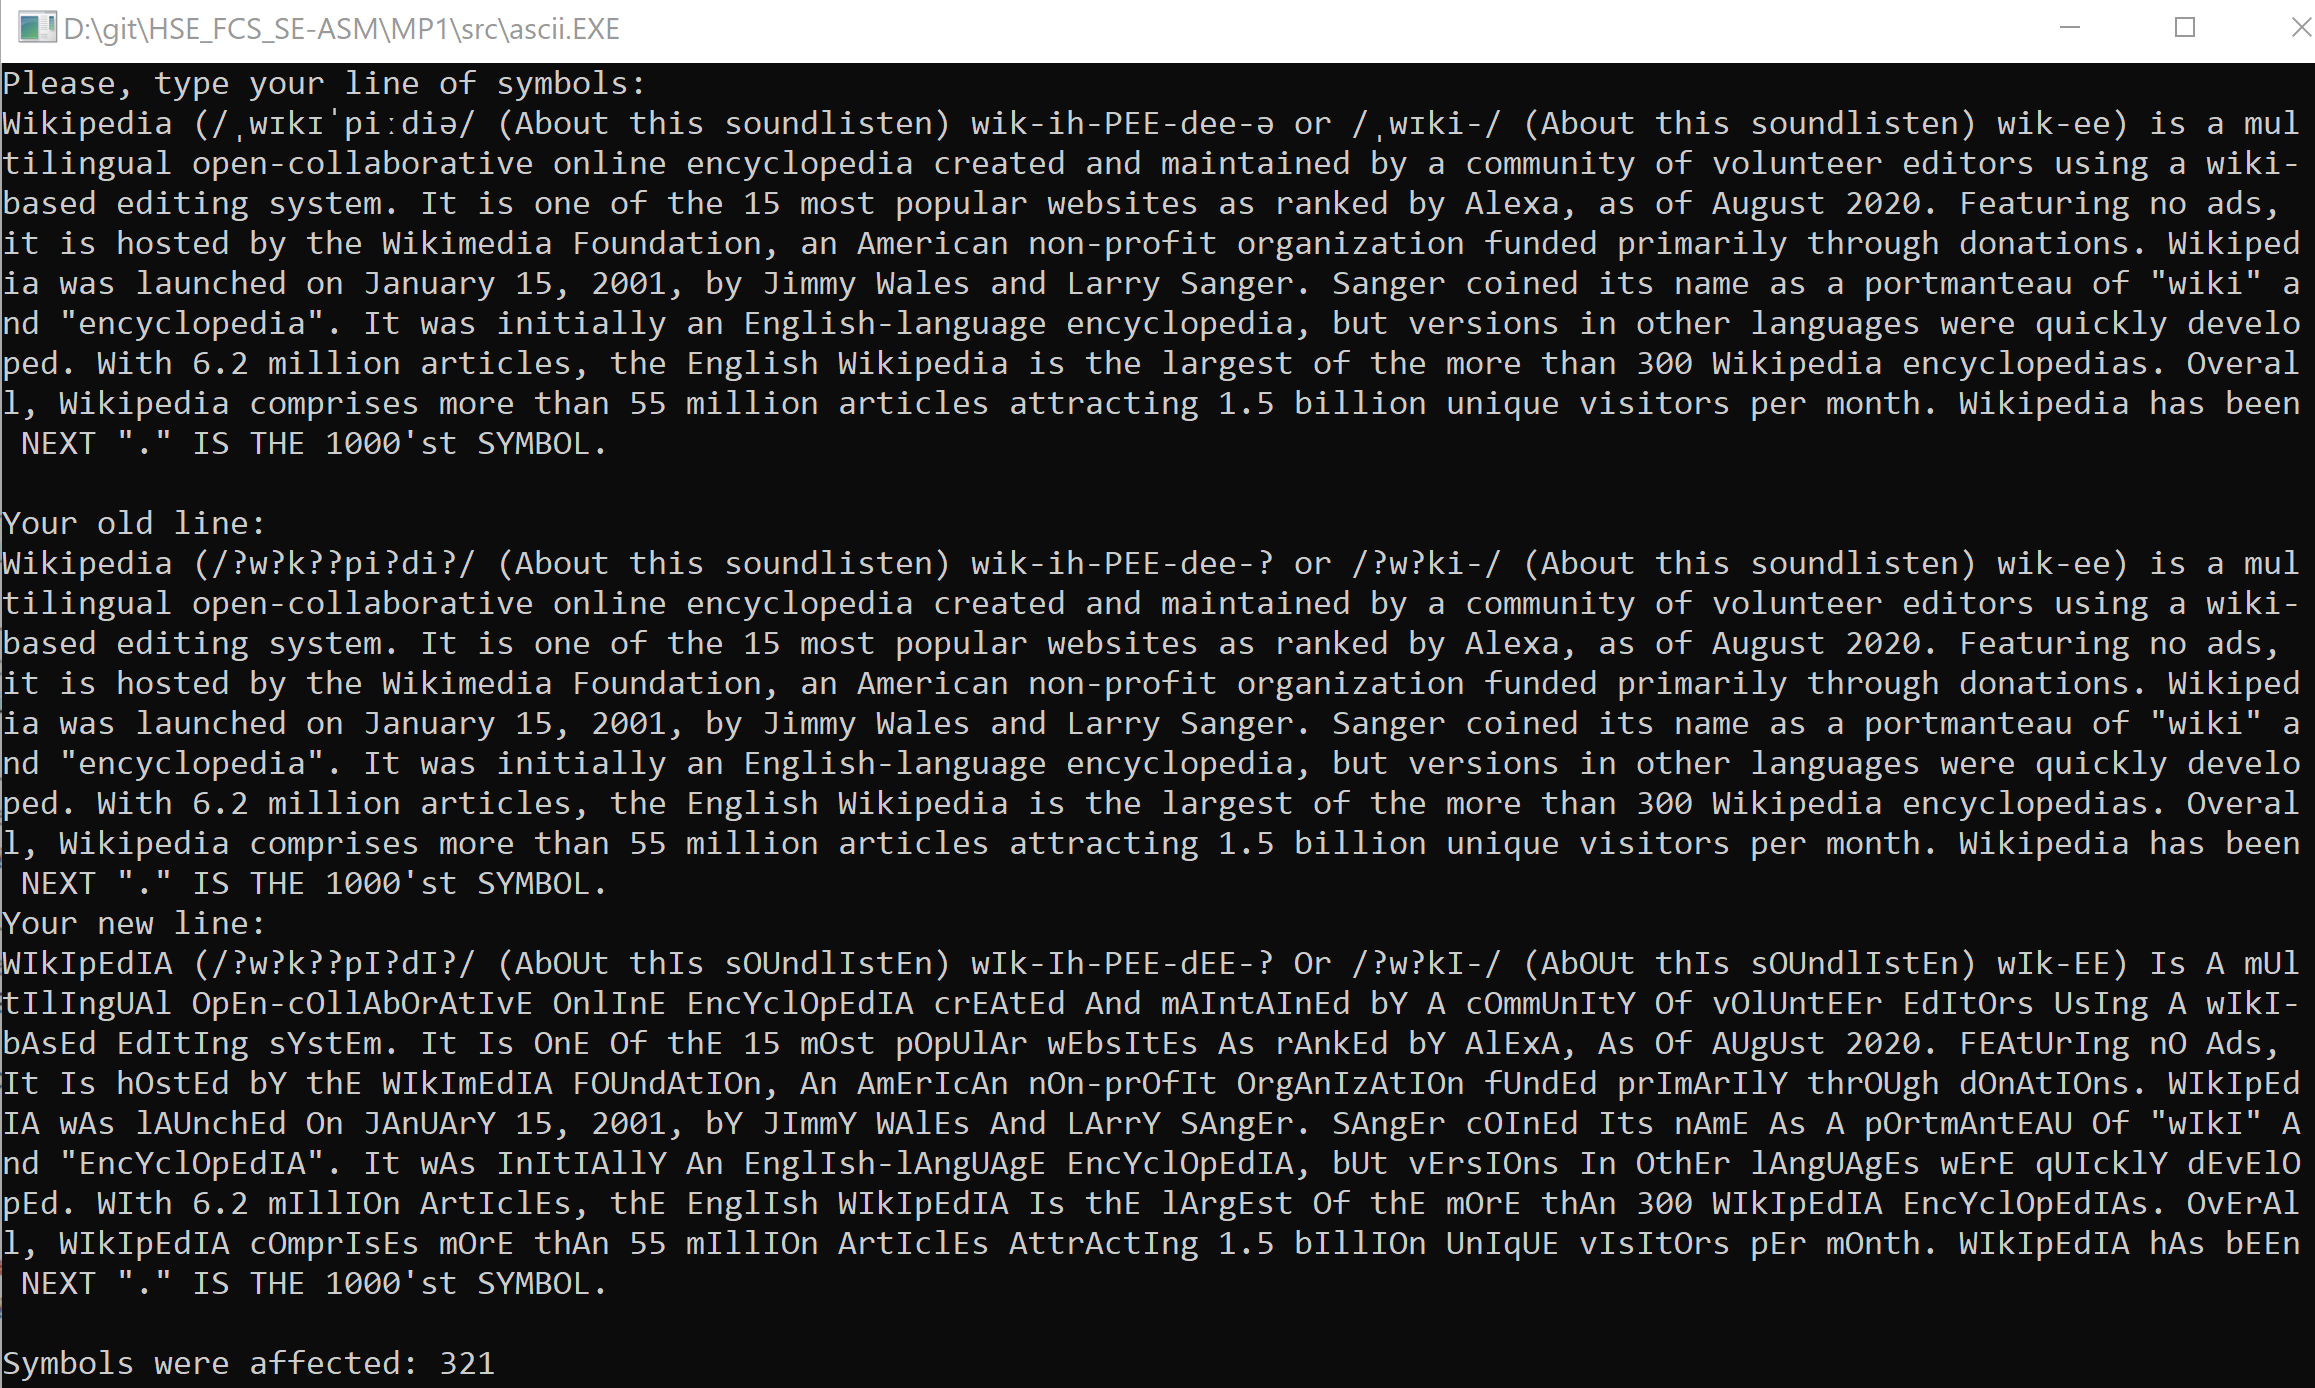 D:\git\HSE_FCS_SE-ASM\MP1\src\ascii.EXE
Please, type your line of symbols:
Wikipedia (/ˌwɪkɪˈpiːdiə/ (About this soundlisten) wik-ih-PEE-dee-ə or /ˌwɪki-/ (About this soundlisten) wik-ee) is a mul
tilingual open-collaborative online encyclopedia created and maintained by a community of volunteer editors using a wiki-
based editing system. It is one of the 15 most popular websites as ranked by Alexa, as of August 2020. Featuring no ads,
it is hosted by the Wikimedia Foundation, an American non-profit organization funded primarily through donations. Wikiped
ia was launched on January 15, 2001, by Jimmy Wales and Larry Sanger. Sanger coined its name as a portmanteau of "wiki" a
nd "encyclopedia". It was initially an English-language encyclopedia, but versions in other languages were quickly develo
ped. With 6.2 million articles, the English Wikipedia is the largest of the more than 300 Wikipedia encyclopedias. Overal
l, Wikipedia comprises more than 55 million articles attracting 1.5 billion unique visitors per month. Wikipedia has been
NEXT "." IS THE 1000'st SYMBOL.
Your old line:
Wikipedia (/?w?k??pi?di?/ (About this soundlisten) wik-ih-PEE-dee-? or /?w?ki-/ (About this soundlisten) wik-ee) is a mul
tilingual open-collaborative online encyclopedia created and maintained by a community of volunteer editors using a wiki-
based editing system. It is one of the 15 most popular websites as ranked by Alexa, as of August 2020. Featuring no ads,
it is hosted by the Wikimedia Foundation, an American non-profit organization funded primarily through donations. Wikiped
ia was launched on January 15, 2001, by Jimmy Wales and Larry Sanger. Sanger coined its name as a portmanteau of "wiki" a
nd "encyclopedia". It was initially an English-language encyclopedia, but versions in other languages were quickly develo
ped. With 6.2 million articles, the English Wikipedia is the largest of the more than 300 Wikipedia encyclopedias. Overal
l, Wikipedia comprises more than 55 million articles attracting 1.5 billion unique visitors per month. Wikipedia has been
NEXT "." IS THE 1000'st SYMBOL.
Your new line:
WIkIpEdIA (/?w?k??pI?dI?/ (AbOUt thIs sOUndlIstEn) wIk-Ih-PEE-dEE-? Or /?w?kI-/ (AbOUt thIs sOUndlIstEn) wIk-EE) Is A mUl
tIlIngUAl OpEn-cOllAbOrAtIvE OnlInE EncYclOpEdIA crEAtEd And mAIntAInEd bY A cOmmUnItY Of vOlUntEEr EdItOrs UsIng A wIkI-
bAsEd EdItIng sYstEm. It Is OnE Of thE 15 mOst pOpUlAr wEbsItEs As rAnkEd bY AlExA, As Of AUgUst 2020. FEAtUrIng nO Ads,
It Is hOstEd bY thE WIkImEdIA FOUndAtIOn, An AmErIcAn nOn-prOfIt OrgAnIzAtIOn fUndEd prImArIlY thrOUgh dOnAtIOns. WIkIpEd
IA wAs lAUnchEd On JAnUArY 15, 2001, bY JImmY WAlEs And LArrY SAngEr. SAngEr cOInEd Its nAmE As A pOrtmAntEAU Of "wIkI" A
nd "EncYclOpEdIA". It wAs InItIAllY An EnglIsh-lAngUAgE EncYclOpEdIA, bUt vErsIOns In OthEr lAngUAgEs wErE qUIcklY dEvElO
pEd. WIth 6.2 mIllIOn ArtIclEs, thE EnglIsh WIkIpEdIA Is thE lArgEst Of thE mOrE thAn 300 WIkIpEdIA EncYclOpEdIAs. OvErAl
l, WIkIpEdIA cOmprIsEs mOrE thAn 55 mIllIOn ArtIclEs AttrActIng 1.5 bIllIOn UnIqUE vIsItOrs pEr mOnth. WIkIpEdIA hAs bEEn
NEXT "." IS THE 1000'st SYMBOL.
Symbols were affected: 321